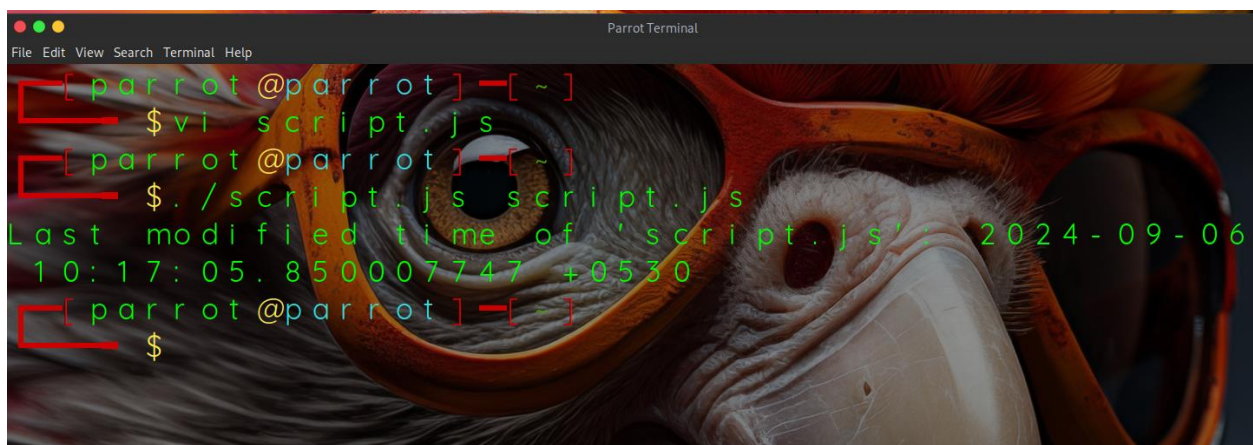 Parrot Terminal
File Edit View Search Terminal Help
[parrot@parrot]─[~]
$vi script.js
[parrot@parrot]─[~]
$./script.js script.js
Last modified time of 'script.js': 2024-09-06
10:17:05.850007747 +0530
[parrot@parrot]─[~]
$